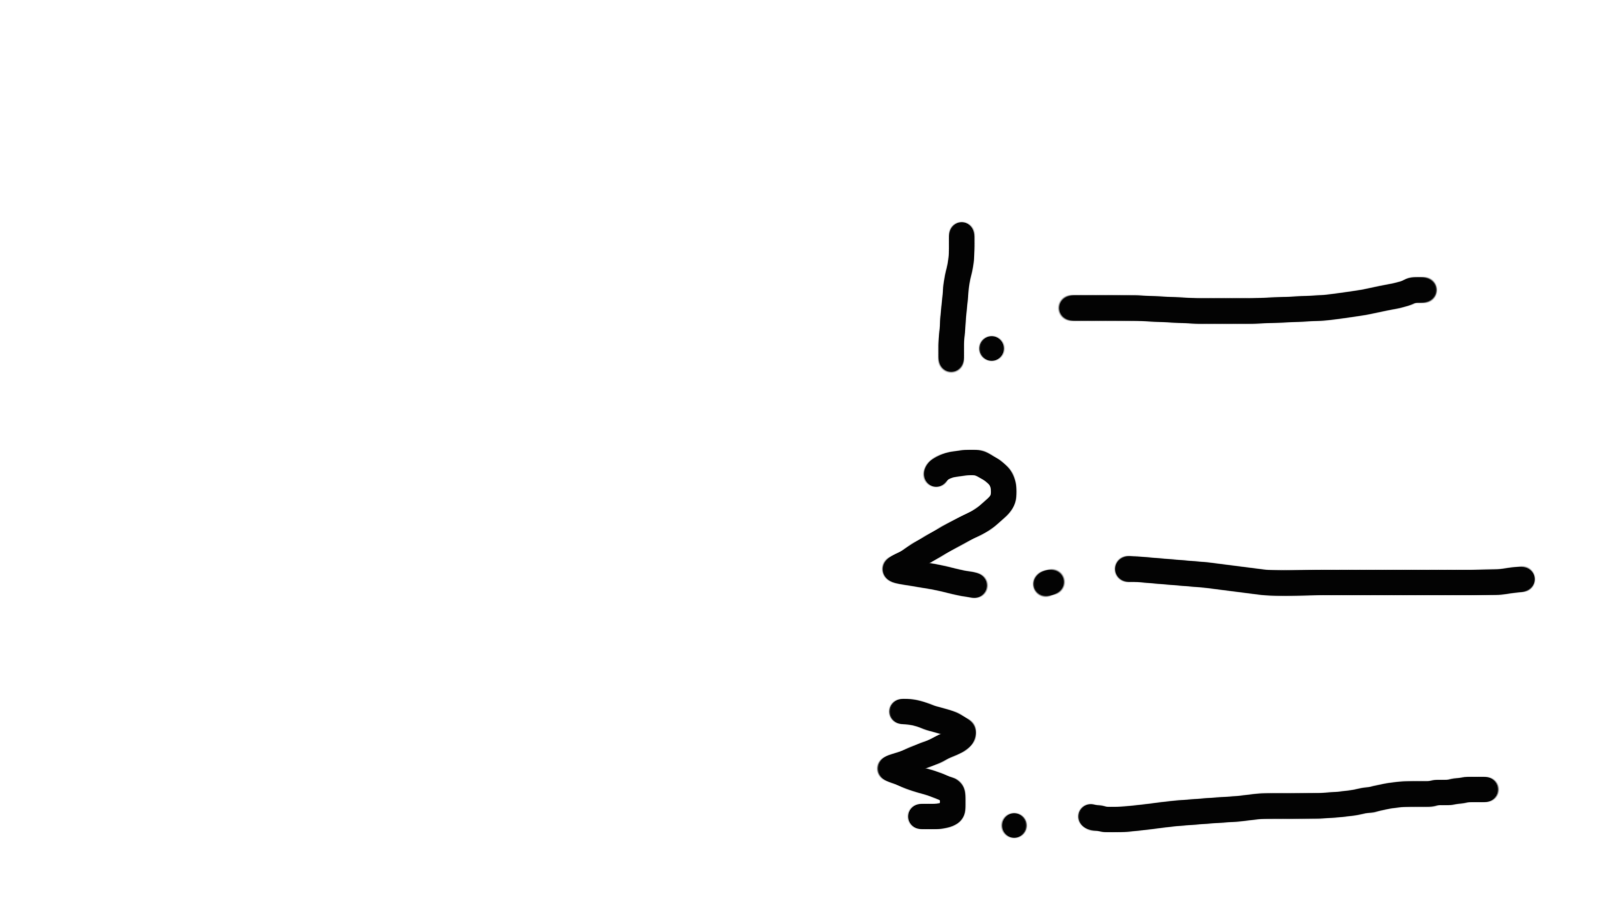 1. —
2. —
3. —